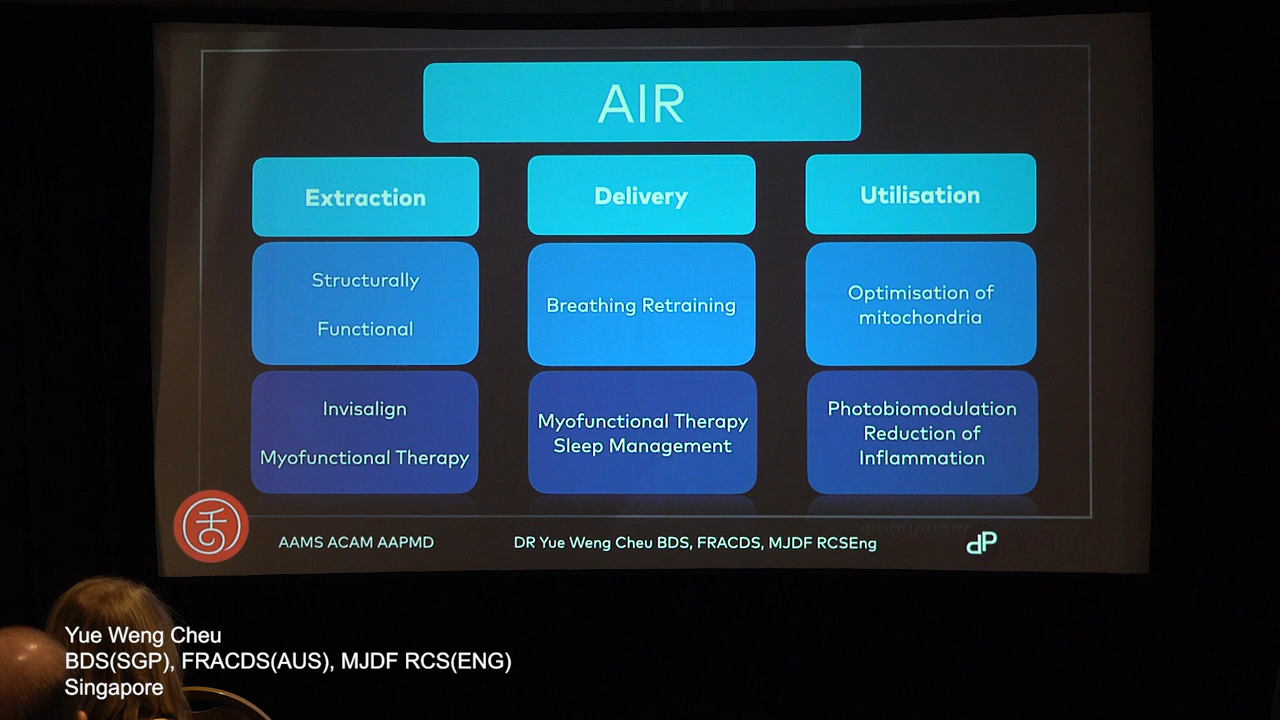 AIR
Extraction
Delivery
Utilisation
Structurally
Functional
Breathing Retraining
Optimisation of
mitochondria
Invisalign
Myofunctional Therapy
Myofunctional Therapy
Sleep Management
Photobiomodulation
Reduction of
Inflammation
舌
AAMS ACAM AAPMD
DR Yue Weng Cheu BDS, FRACDS, MJDF RCSEng
dP
Yue Weng Cheu
BDS(SGP), FRACDS(AUS), MJDF RCS(ENG)
Singapore